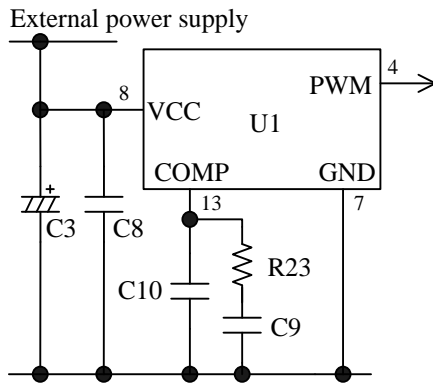 External power supply
4
8
PWM
VCC
U1
COMP
GND
13
7
+
C3
C8
R23
C10
C9